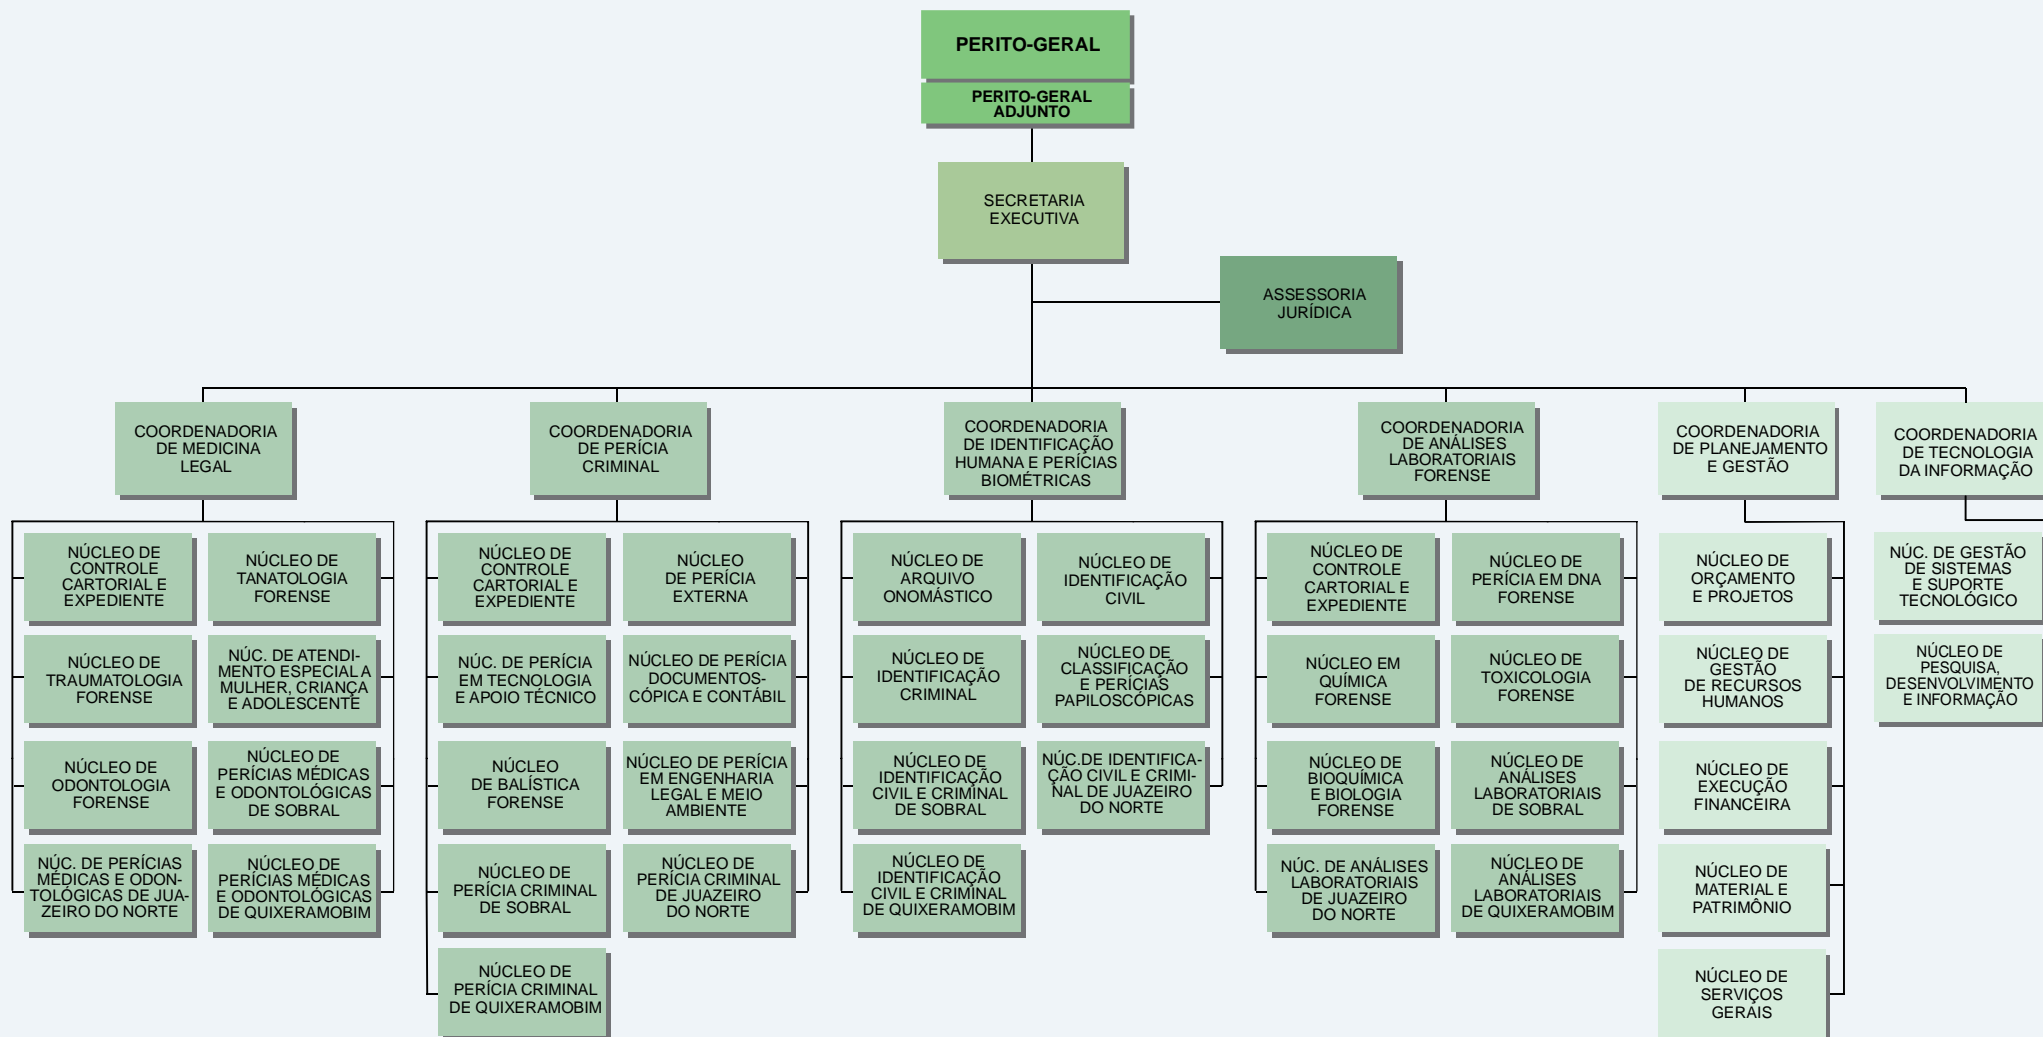 PERITO-GERAL
PERITO-GERAL
ADJUNTO
SECRETARIA
EXECUTIVA
ASSESSORIA
JURÍDICA
COORDENADORIA
DE MEDICINA
LEGAL
COORDENADORIA
DE PERÍCIA
CRIMINAL
COORDENADORIA
DE IDENTIFICAÇÃO
HUMANA E PERÍCIAS
BIOMÉTRICAS
COORDENADORIA
DE ANÁLISES
LABORATORIAIS
FORENSE
COORDENADORIA
DE PLANEJAMENTO
E GESTÃO
COORDENADORIA
DE TECNOLOGIA
DA INFORMAÇÃO
NÚCLEO DE
CONTROLE
CARTORIAL E
EXPEDIENTE
NÚCLEO DE
TANATOLOGIA
FORENSE
NÚCLEO DE
TRAUMATOLOGIA
FORENSE
NÚC. DE ATENDI-
MENTO ESPECIAL A
MULHER, CRIANÇA
E ADOLESCENTE
NÚCLEO DE
ODONTOLOGIA
FORENSE
NÚCLEO DE
PERÍCIAS MÉDICAS
E ODONTOLÓGICAS
DE SOBRAL
NÚC. DE PERÍCIAS
MÉDICAS E ODON-
TOLÓGICAS DE JUA-
ZEIRO DO NORTE
NÚCLEO DE
PERÍCIAS MÉDICAS
E ODONTOLÓGICAS
DE QUIXERAMOBIM
NÚCLEO DE
CONTROLE
CARTORIAL E
EXPEDIENTE
NÚCLEO
DE PERÍCIA
EXTERNA
NÚC. DE PERÍCIA
EM TECNOLOGIA
E APOIO TÉCNICO
NÚCLEO DE PERÍCIA
DOCUMENTOS-
CÓPICA E CONTÁBIL
NÚCLEO
DE BALÍSTICA
FORENSE
NÚCLEO DE PERÍCIA
EM ENGENHARIA
LEGAL E MEIO
AMBIENTE
NÚCLEO DE
PERÍCIA CRIMINAL
DE SOBRAL
NÚCLEO DE
PERÍCIA CRIMINAL
DE JUAZEIRO
DO NORTE
NÚCLEO DE
PERÍCIA CRIMINAL
DE QUIXERAMOBIM
NÚCLEO DE
ARQUIVO
ONOMÁSTICO
NÚCLEO DE
IDENTIFICAÇÃO
CIVIL
NÚCLEO DE
IDENTIFICAÇÃO
CRIMINAL
NÚCLEO DE
CLASSIFICAÇÃO
E PERÍCIAS
PAPILOSCÓPICAS
NÚCLEO DE
IDENTIFICAÇÃO
CIVIL E CRIMINAL
DE SOBRAL
NÚC.DE IDENTIFICA-
ÇÃO CIVIL E CRIMI-
NAL DE JUAZEIRO
DO NORTE
NÚCLEO DE
IDENTIFICAÇÃO
CIVIL E CRIMINAL
DE QUIXERAMOBIM
NÚCLEO DE
CONTROLE
CARTORIAL E
EXPEDIENTE
NÚCLEO DE
PERÍCIA EM DNA
FORENSE
NÚCLEO EM
QUÍMICA
FORENSE
NÚCLEO DE
TOXICOLOGIA
FORENSE
NÚCLEO DE
BIOQUÍMICA
E BIOLOGIA
FORENSE
NÚCLEO DE
ANÁLISES
LABORATORIAIS
DE SOBRAL
NÚC. DE ANÁLISES
LABORATORIAIS
DE JUAZEIRO
DO NORTE
NÚCLEO DE
ANÁLISES
LABORATORIAIS
DE QUIXERAMOBIM
NÚCLEO DE
ORÇAMENTO
E PROJETOS
NÚCLEO DE
GESTÃO
DE RECURSOS
HUMANOS
NÚCLEO DE
EXECUÇÃO
FINANCEIRA
NÚCLEO DE
MATERIAL E
PATRIMÔNIO
NÚCLEO DE
SERVIÇOS
GERAIS
NÚC. DE GESTÃO
DE SISTEMAS
E SUPORTE
TECNOLÓGICO
NÚCLEO DE
PESQUISA,
DESENVOLVIMENTO
E INFORMAÇÃO